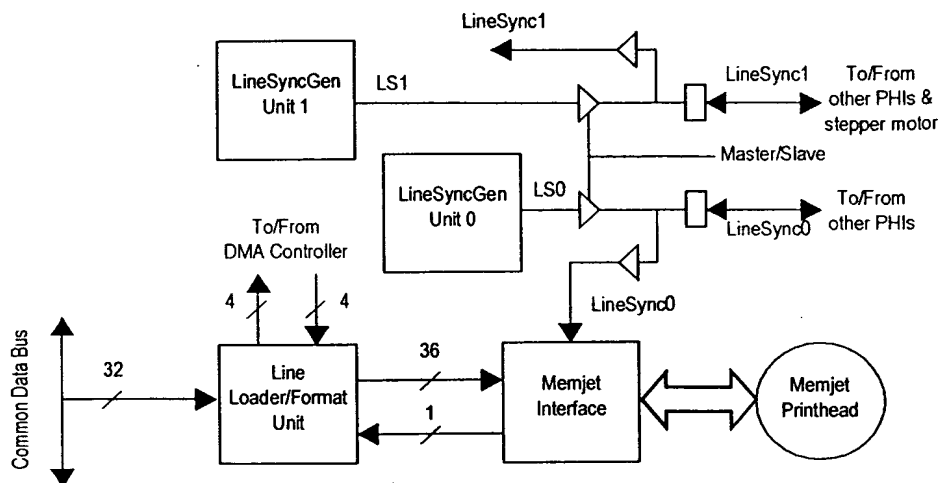 LineSync1
LineSyncGen
Unit 1
LS1
LineSync1
To/From
other PHIs &
stepper motor
Master/Slave
LineSyncGen
Unit 0
LS0
LineSync0
To/From
other PHIs
To/From
DMA Controller
4
4
LineSync0
Common Data Bus
32
Line
Loader/Format
Unit
36
1
Memjet
Interface
Memjet
Printhead